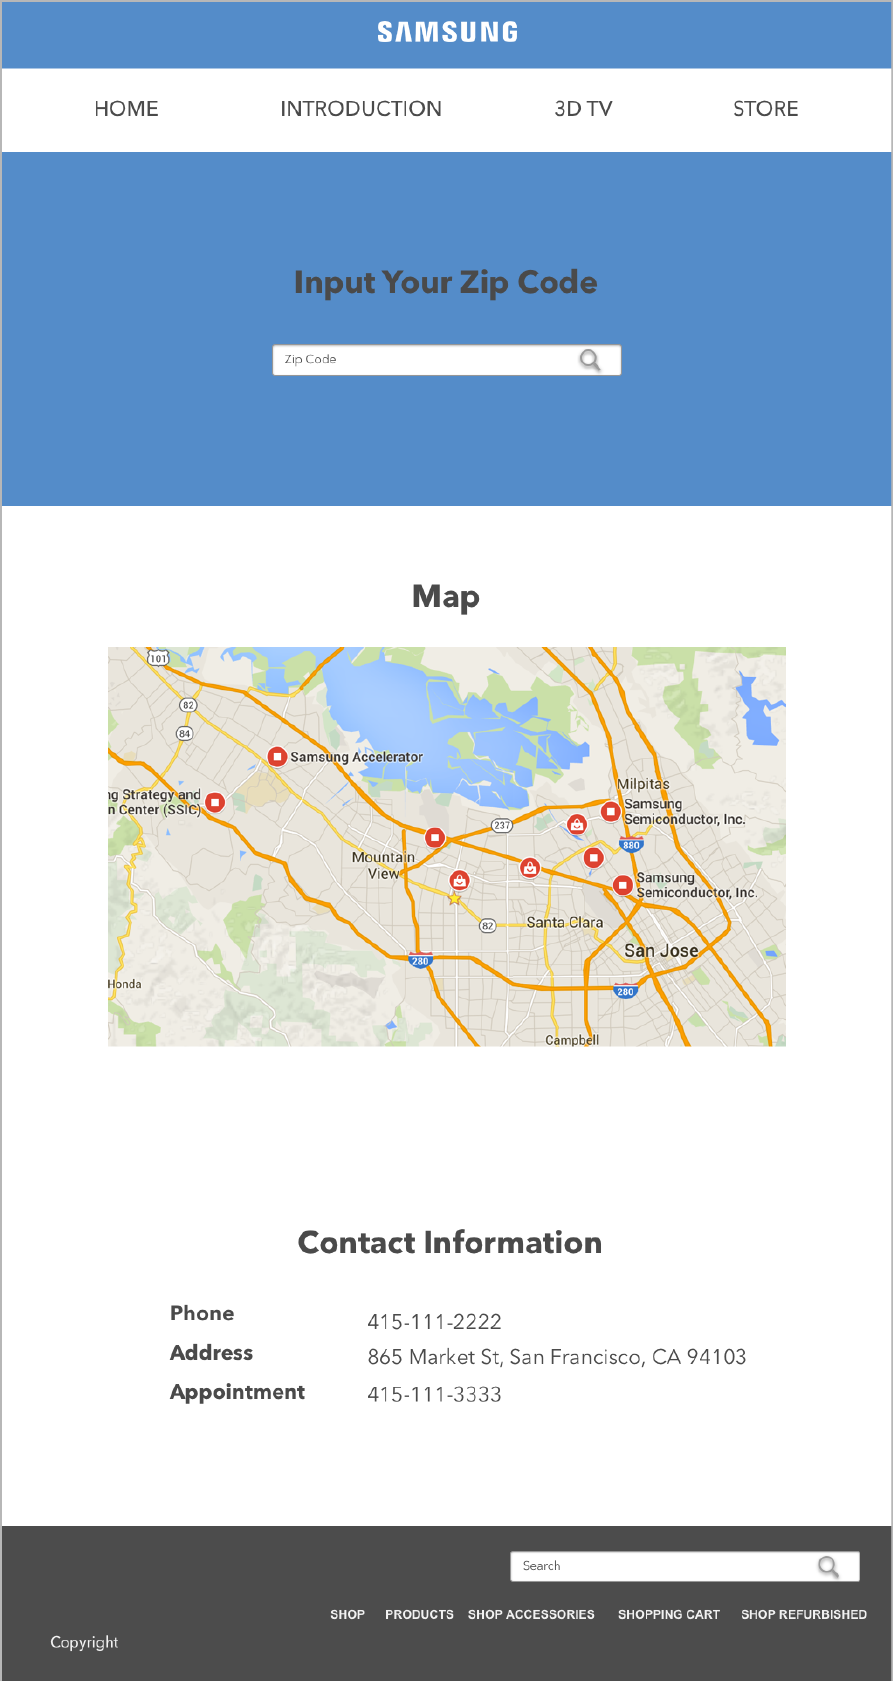 SAMSUNG
HOME INTRODUCTION 3D TV STORE
Input Your Zip Code
Zip Code
Map
101
82
84
Samsung Accelerator
ng Strategy and
n Center (SSIC)
Milpitas
Samsung
Semiconductor, Inc.
237
880
Mountain
View
Samsung
Semiconductor, Inc.
82
Santa Clara
San Jose
280
280
Honda
Campbell
Contact Information
Phone 415-111-2222
Address 865 Market St, San Francisco, CA 94103
Appointment 415-111-3333
Search
SHOP PRODUCTS SHOP ACCESSORIES SHOPPING CART SHOP REFURBISHED
Copyright